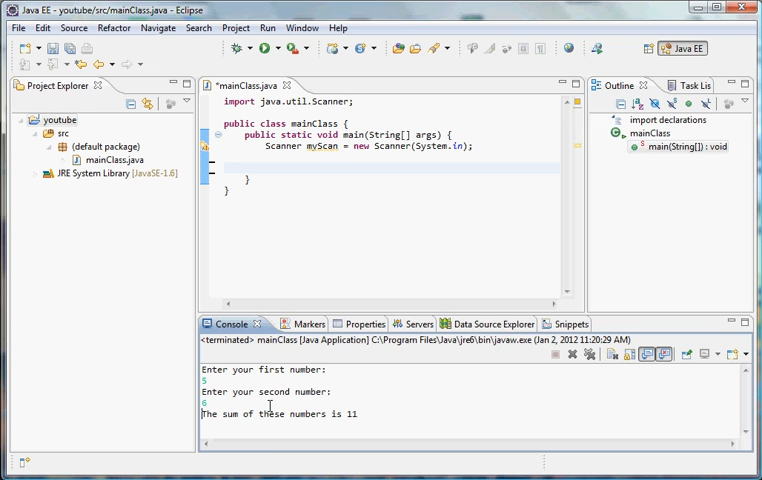 Java EE - youtube/src/mainClass.java - Eclipse
File Edit Source Refactor Navigate Search Project Run Window Help
Java EE
Project Explorer
youtube
src
(default package)
mainClass.java
JRE System Library [JavaSE-1.6]
*mainClass.java
import java.util.Scanner;
public class mainClass {
public static void main(String[] args) {
Scanner myScan = new Scanner(System.in);
}
}
Outline Task Lis
import declarations
mainClass
main(String[]) : void
Console Markers Properties Servers Data Source Explorer Snippets
<terminated> mainClass [Java Application] C:\Program Files\Java\jre6\bin\javaw.exe (Jan 2, 2012 11:20:29 AM)
Enter your first number:
5
Enter your second number:
6
The sum of these numbers is 11